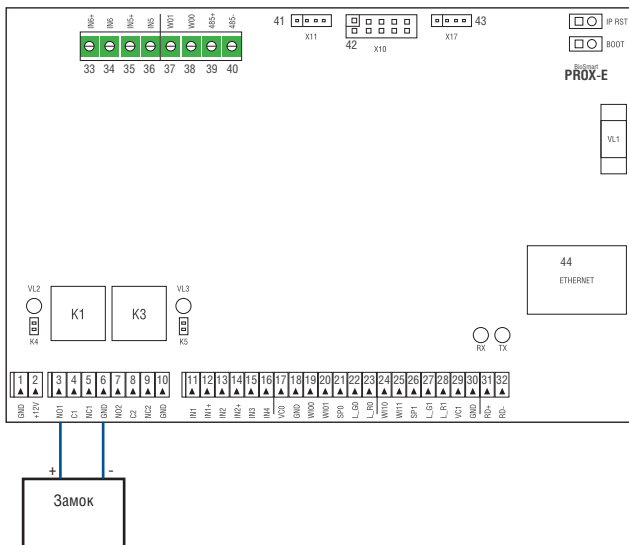 IN6+ IN6 IN5+ IN5 W01 W00 485+ 485-
33 34 35 36 37 38 39 40
41
X11
42
X10
43
X17
IP RST
BOOT
BioSmart
PROX-E
VL1
44
ETHERNET
VL2
K4
K1
K3
VL3
K5
RX TX
1 2 3 4 5 6 7 8 9 10 11 12 13 14 15 16 17 18 19 20 21 22 23 24 25 26 27 28 29 30 31 32
GND +12V NO1 C1 NC1 GND NO2 C2 NC2 GND IN1 IN1+ IN2 IN2+ IN3 IN4 VC0 GND WI00 WI01 SP0 L_G0 L_R0 WI10 WI11 SP1 L_G1 L_R1 VC1 GND RD+ RD-
+ -
Замок